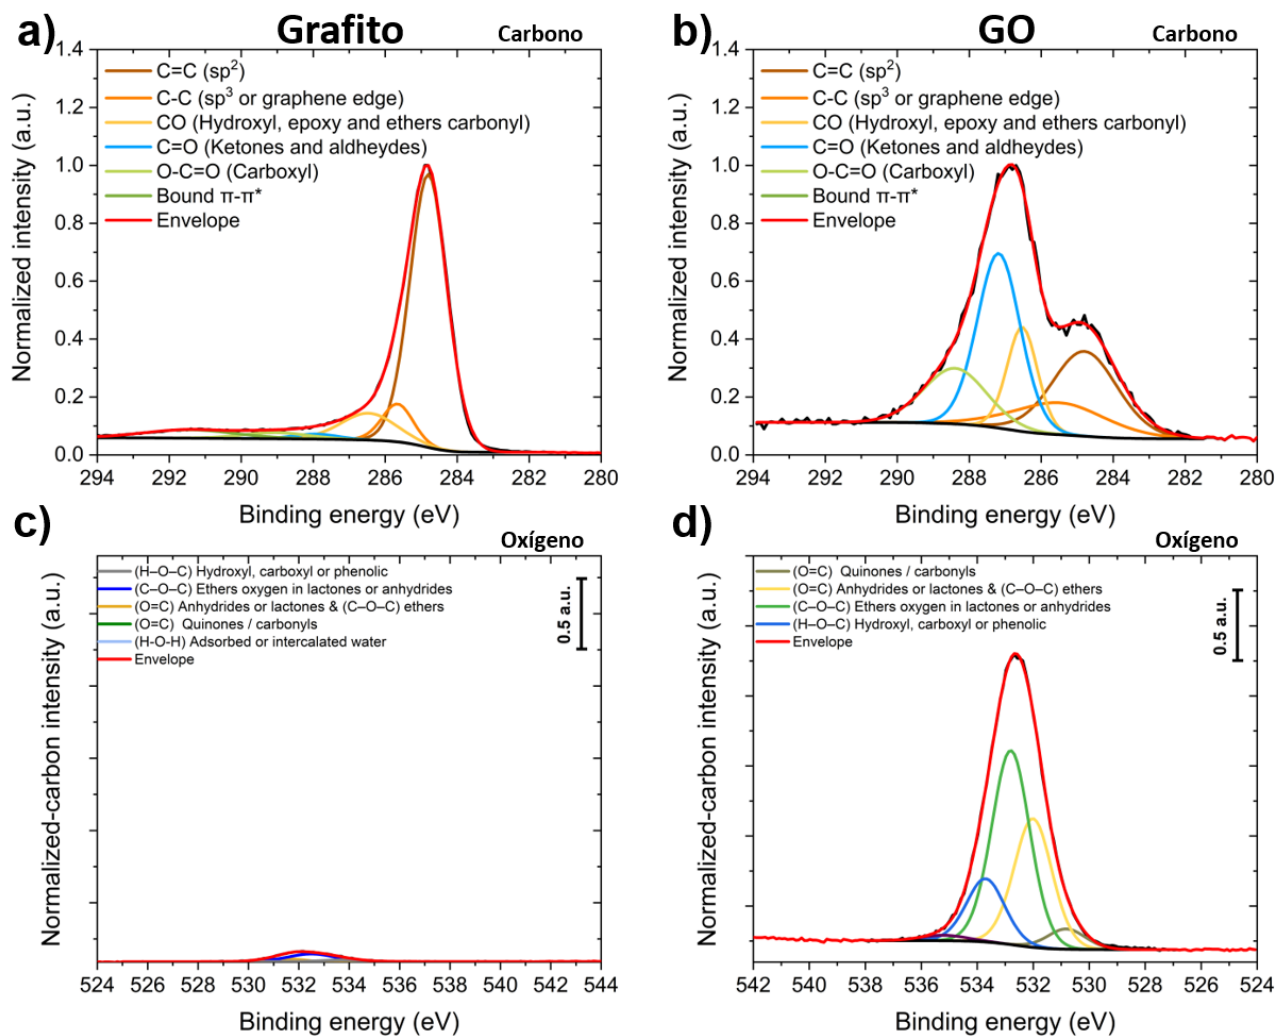 a)
Grafito
Carbono
C=C (sp²)
C-C (sp³ or graphene edge)
CO (Hydroxyl, epoxy and ethers carbonyl)
C=O (Ketones and aldheydes)
O-C=O (Carboxyl)
Bound π-π*
Envelope
Normalized intensity (a.u.)
1.4
1.2
1.0
0.8
0.6
0.4
0.2
0.0
294 292 290 288 286 284 282 280
Binding energy (eV)
b)
GO
Carbono
C=C (sp²)
C-C (sp³ or graphene edge)
CO (Hydroxyl, epoxy and ethers carbonyl)
C=O (Ketones and aldheydes)
O-C=O (Carboxyl)
Bound π-π*
Envelope
Normalized intensity (a.u.)
1.4
1.2
1.0
0.8
0.6
0.4
0.2
0.0
294 292 290 288 286 284 282 280
Binding energy (eV)
c)
Oxígeno
(H–O–C) Hydroxyl, carboxyl or phenolic
(C–O–C) Ethers oxygen in lactones or anhydrides
(O=C) Anhydrides or lactones & (C–O–C) ethers
(O=C) Quinones / carbonyls
(H-O-H) Adsorbed or intercalated water
Envelope
0.5 a.u.
Normalized-carbon intensity (a.u.)
524 526 528 530 532 534 536 538 540 542 544
Binding energy (eV)
d)
Oxígeno
(O=C) Quinones / carbonyls
(O=C) Anhydrides or lactones & (C–O–C) ethers
(C–O–C) Ethers oxygen in lactones or anhydrides
(H–O–C) Hydroxyl, carboxyl or phenolic
Envelope
0.5 a.u.
Normalized-carbon intensity (a.u.)
542 540 538 536 534 532 530 528 526 524
Binding energy (eV)